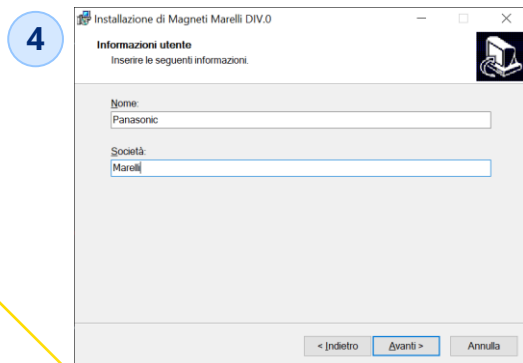 4
Installazione di Magneti Marelli DIV.0
Informazioni utente
Inserire le seguenti informazioni.
Nome:
Panasonic
Società:
Marelli
< Indietro
Avanti >
Annulla